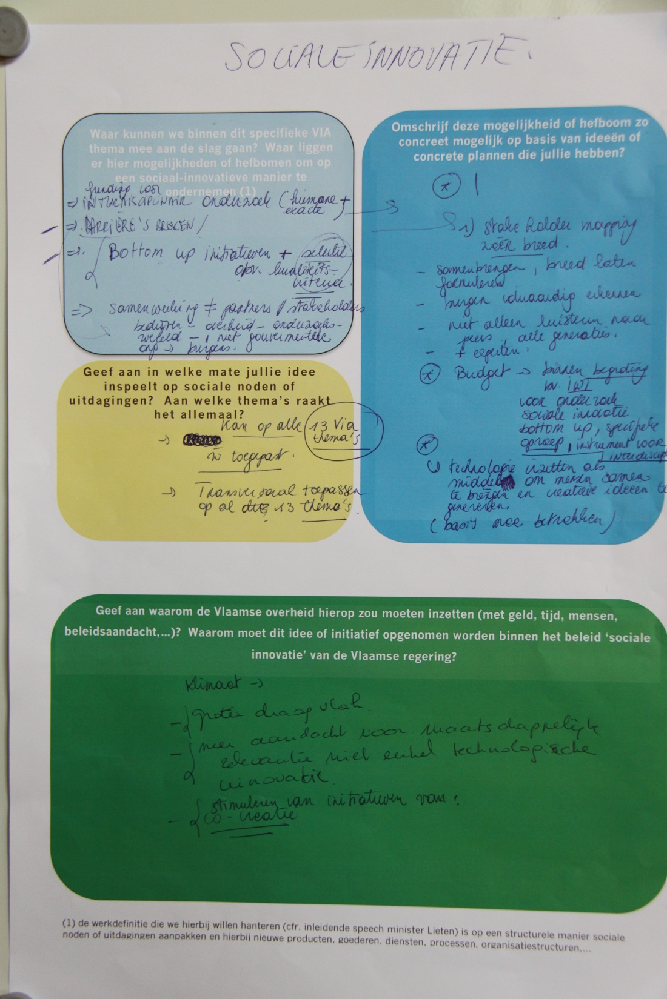 SOCIALE INNOVATIE.
Waar kunnen we binnen dit specifieke VIA
thema mee aan de slag gaan? Waar liggen
er hier mogelijkheden of hefbomen om op
een sociaal-innovatieve manier te
ondernemen (1)
funding voor
=> INTERDISCIPLINAIR onderzoek (humane +
exacte)
=> BARRIÈRE'S BREKEN /
=> Bottom up initiatieven + selectie
obv. kwaliteits-
criteria.
=> samenwerking ≠ partners / stakeholders
bedrijven - overheid - onderzoeks-
wereld - , niet gouvernementele
org -> burgers.
Omschrijf deze mogelijkheid of hefboom zo
concreet mogelijk op basis van ideeën of
concrete plannen die jullie hebben?
* |
1) stake holder mapping
zéér breed.
- samenbrengen, breed laten
formuleren
- burgers volwaardig erkennen
- niet alleen luisteren naar
peers, alle generaties.
- + experten.
* Budget -> binnen begroting
bv. IWT
voor onderzoek
sociale innovatie
bottom up, specifieke
oproep, instrument voor
interdiscip
*
technologie inzetten als
middel om mensen samen
te brengen en creatieve ideeen te
genereren.
(basis mee betrekken)
Geef aan in welke mate jullie idee
inspeelt op sociale noden of
uitdagingen? Aan welke thema's raakt
het allemaal?
-> Kan op alle 13 Via
thema's
w toegepast.
-> Transversaal toepassen
op al die 13 thema's.
Geef aan waarom de Vlaamse overheid hierop zou moeten inzetten (met geld, tijd, mensen,
beleidsaandacht,...)? Waarom moet dit idee of initiatief opgenomen worden binnen het beleid 'sociale
innovatie' van de Vlaamse regering?
Klimaat ->
- groter draagvlak.
- meer aandacht voor maatschappelijke
relevantie niet enkel technologische
innovatie.
- stimuleren van initiatieven van:
co-creatie
(1) de werkdefinitie die we hierbij willen hanteren (cfr. inleidende speech minister Lieten) is op een structurele manier sociale
noden of uitdagingen aanpakken en hierbij nieuwe producten, goederen, diensten, processen, organisatiestructuren,...